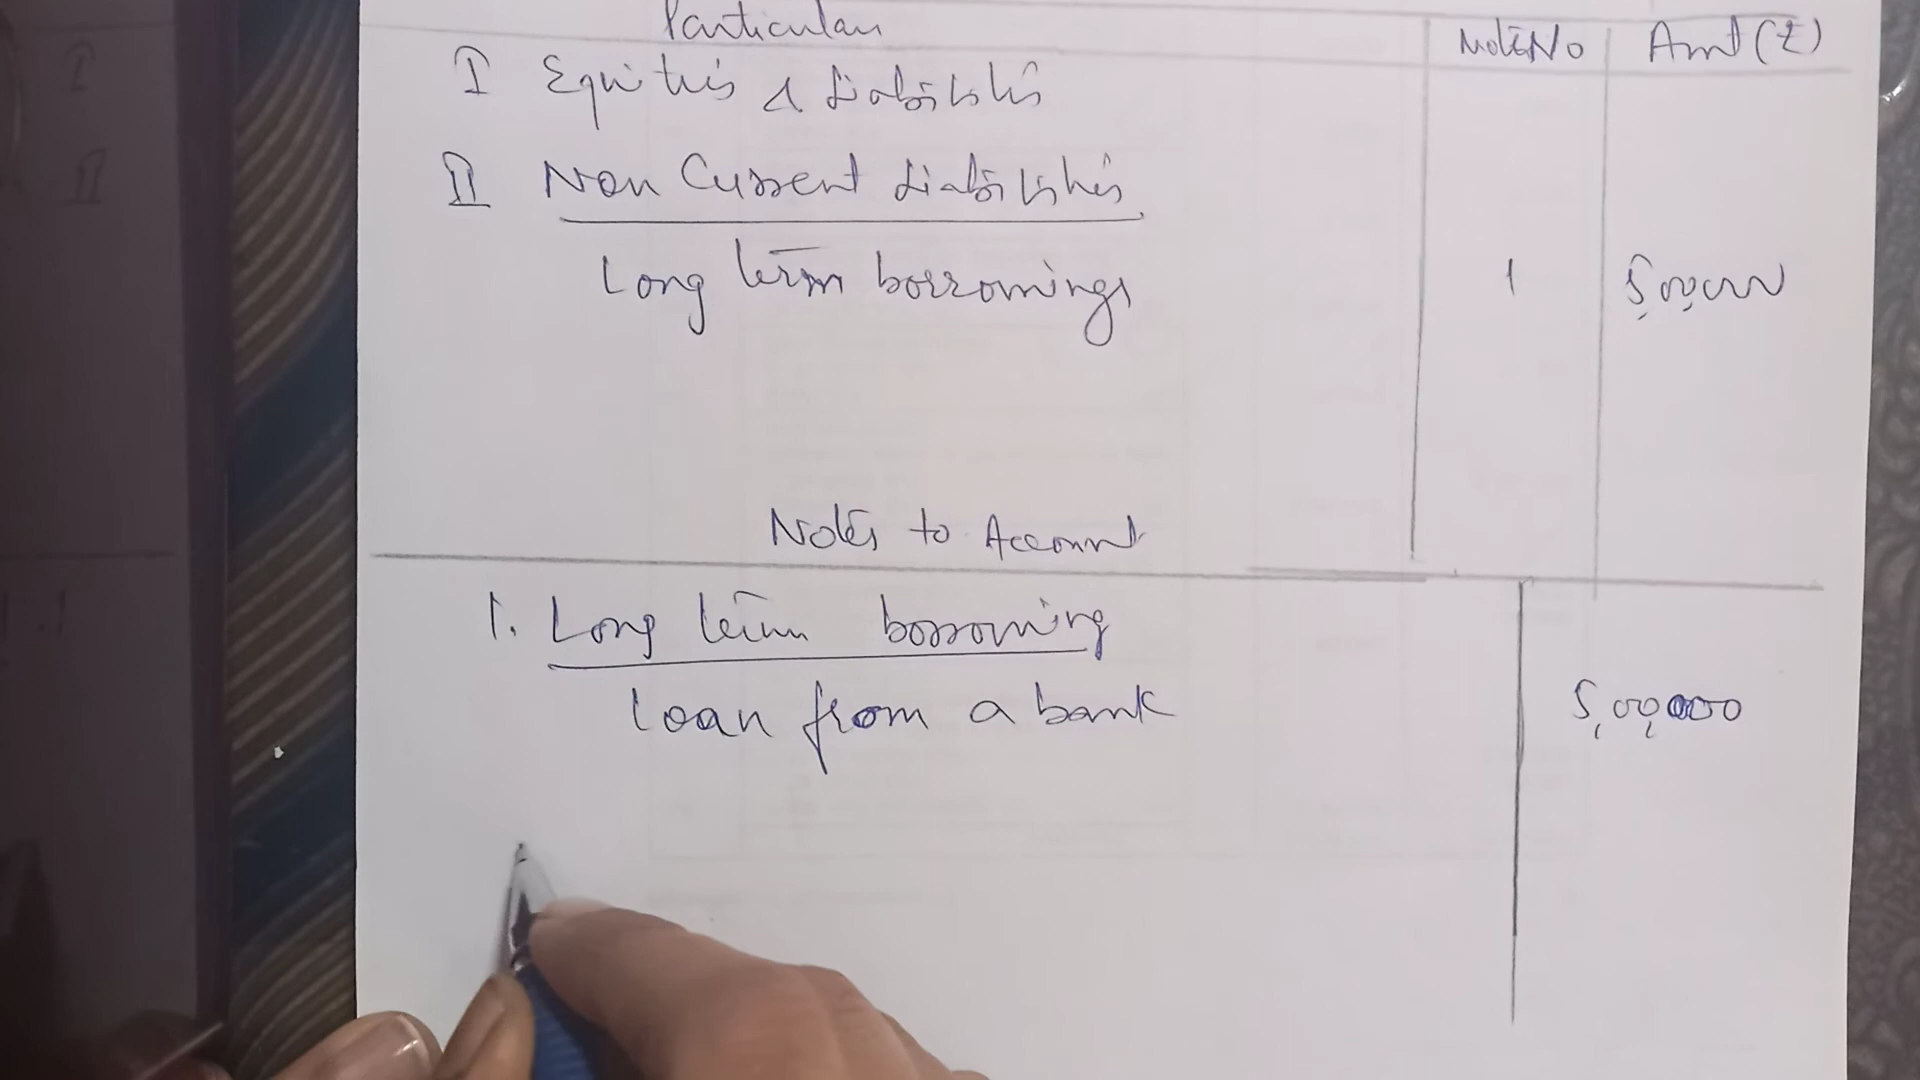 Particulars Note No Amt (₹)
I Equities & Liabilities
II Non Current Liabilities
Long term borrowings 1 5,00,000
Notes to Account
1. Long term borrowing
Loan from a bank 5,00,000